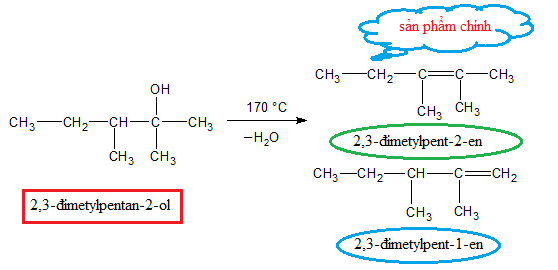 sản phẩm chính
CH3 CH2 C C CH3
CH3 CH3
OH
CH3 CH2 CH C CH3
CH3 CH3
170 °C
−H2O
2,3-đimetylpent-2-en
CH3 CH2 CH C CH2
CH3 CH3
2,3-đimetylpentan-2-ol
2,3-đimetylpent-1-en